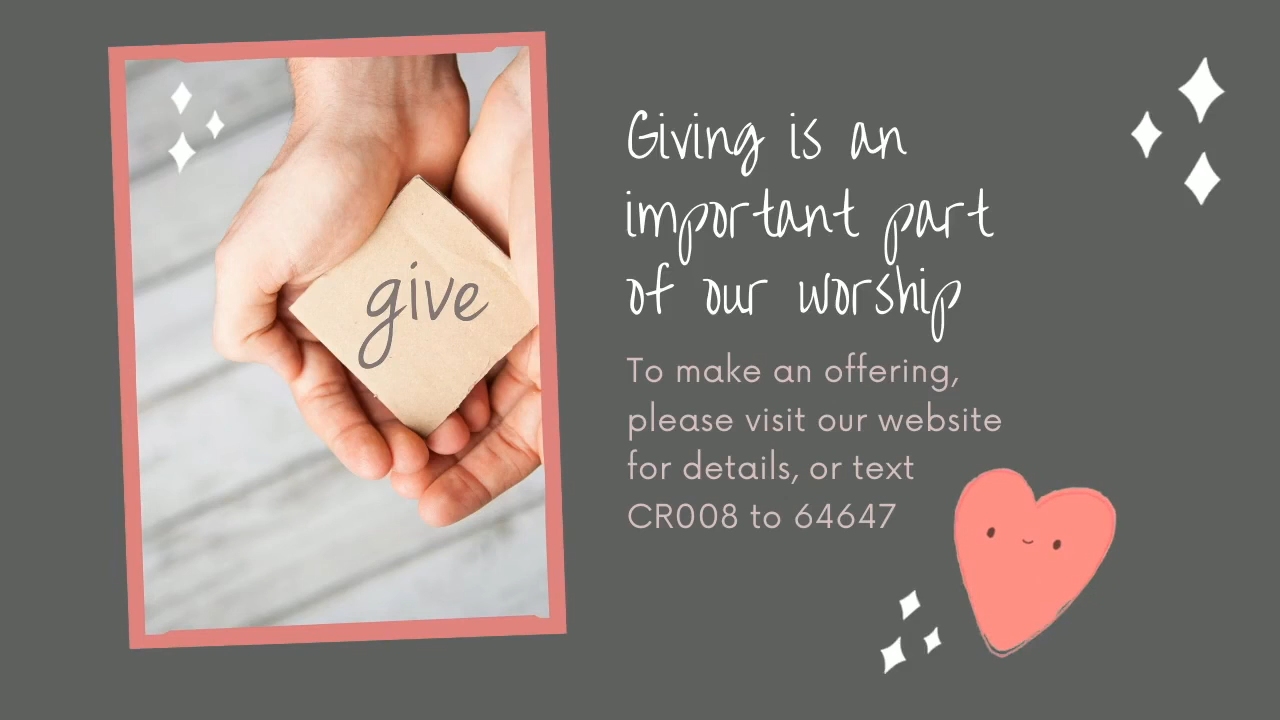 give
Giving is an
important part
of our worship
To make an offering,
please visit our website
for details, or text
CR008 to 64647